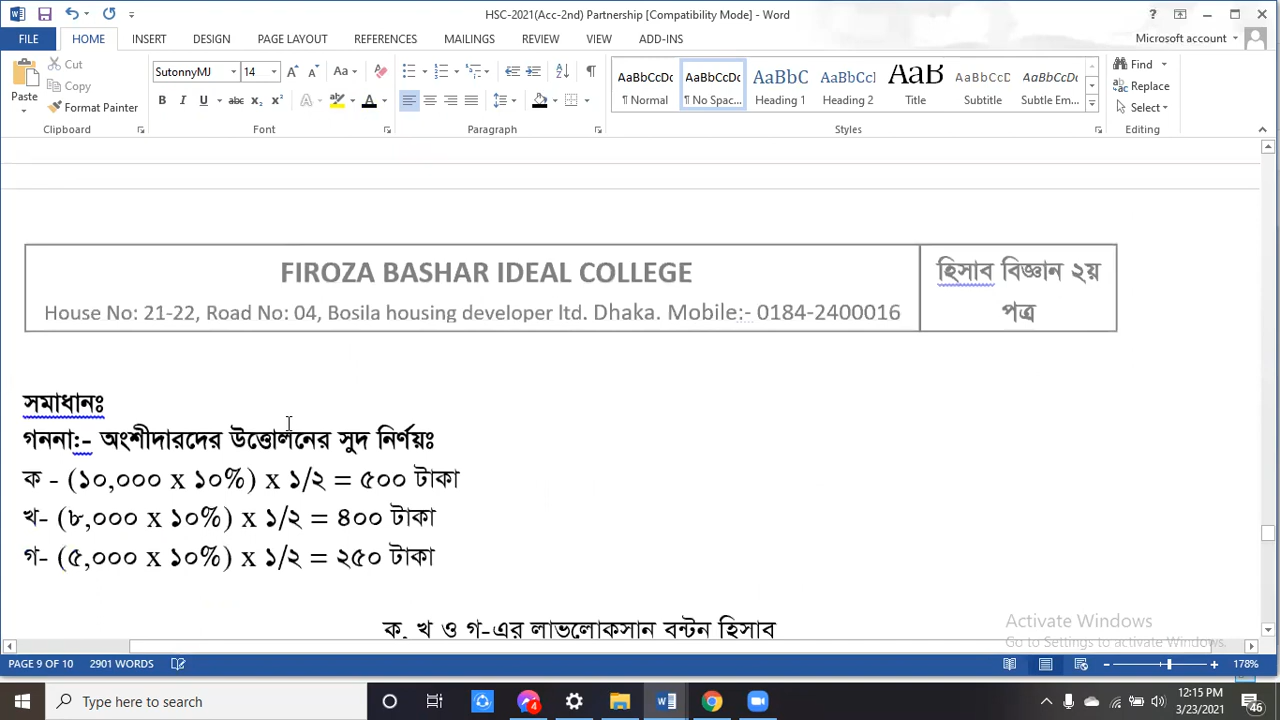 HSC-2021(Acc-2nd) Partnership [Compatibility Mode] - Word
FILE HOME INSERT DESIGN PAGE LAYOUT REFERENCES MAILINGS REVIEW VIEW ADD-INS Microsoft account
Paste Cut Copy Format Painter
SutonnyMJ 14
AaBbCcDc AaBbCcDc AaBbC AaBbCc AaB AaBbCcD AaBbCcDc
¶ Normal ¶ No Spac... Heading 1 Heading 2 Title Subtitle Subtle Em...
Find Replace Select
Clipboard Font Paragraph Styles Editing
FIROZA BASHAR IDEAL COLLEGE
House No: 21-22, Road No: 04, Bosila housing developer ltd. Dhaka. Mobile:- 0184-2400016
হিসাব বিজ্ঞান ২য়
পত্র
সমাধানঃ
গননা:- অংশীদারদের উত্তোলনের সুদ নির্ণয়ঃ
ক - (১০,০০০ x ১০%) x ১/২ = ৫০০ টাকা
খ- (৮,০০০ x ১০%) x ১/২ = ৪০০ টাকা
গ- (৫,০০০ x ১০%) x ১/২ = ২৫০ টাকা
ক, খ ও গ-এর লাভলোকসান বন্টন হিসাব
Activate Windows
Go to Settings to activate Windows.
PAGE 9 OF 10 2901 WORDS 178%
Type here to search
4
12:15 PM
3/23/2021
46